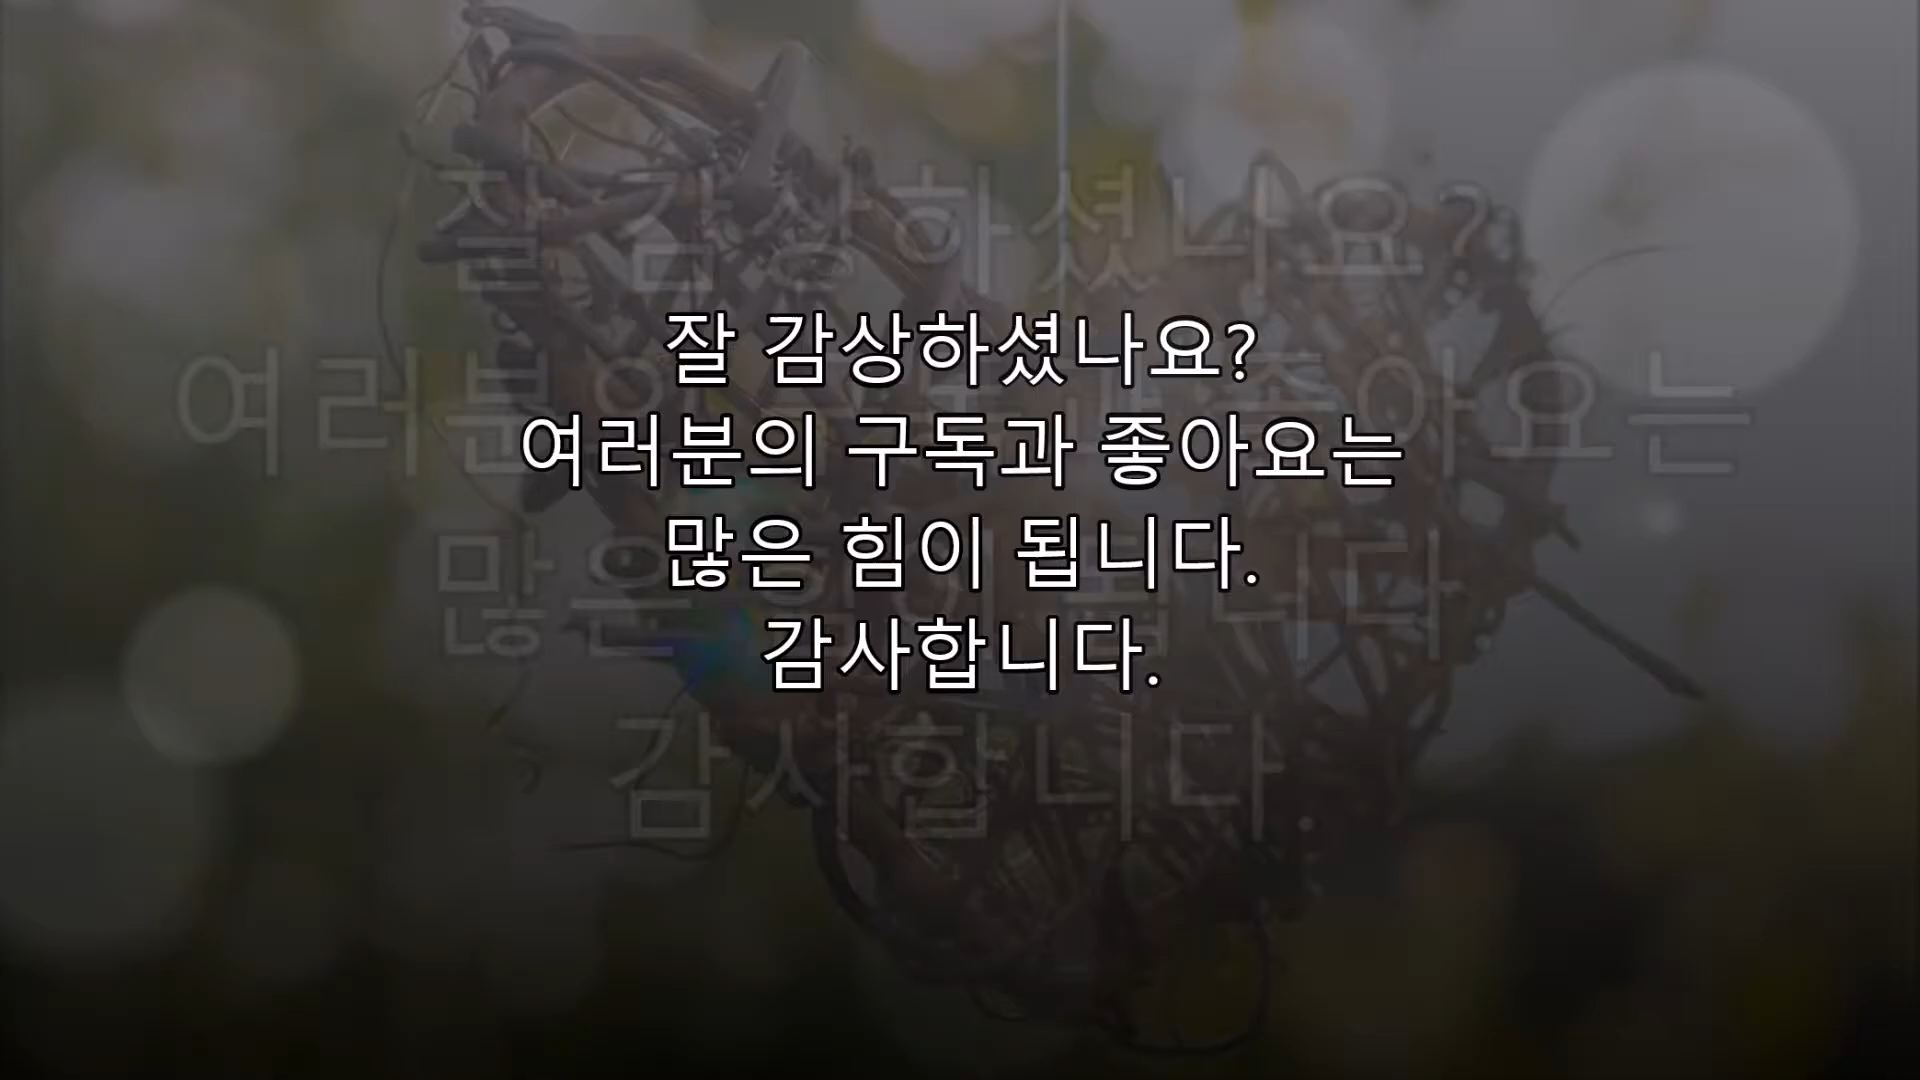 잘 감상하셨나요?
여러분의 구독과 좋아요는
많은 힘이 됩니다.
감사합니다.